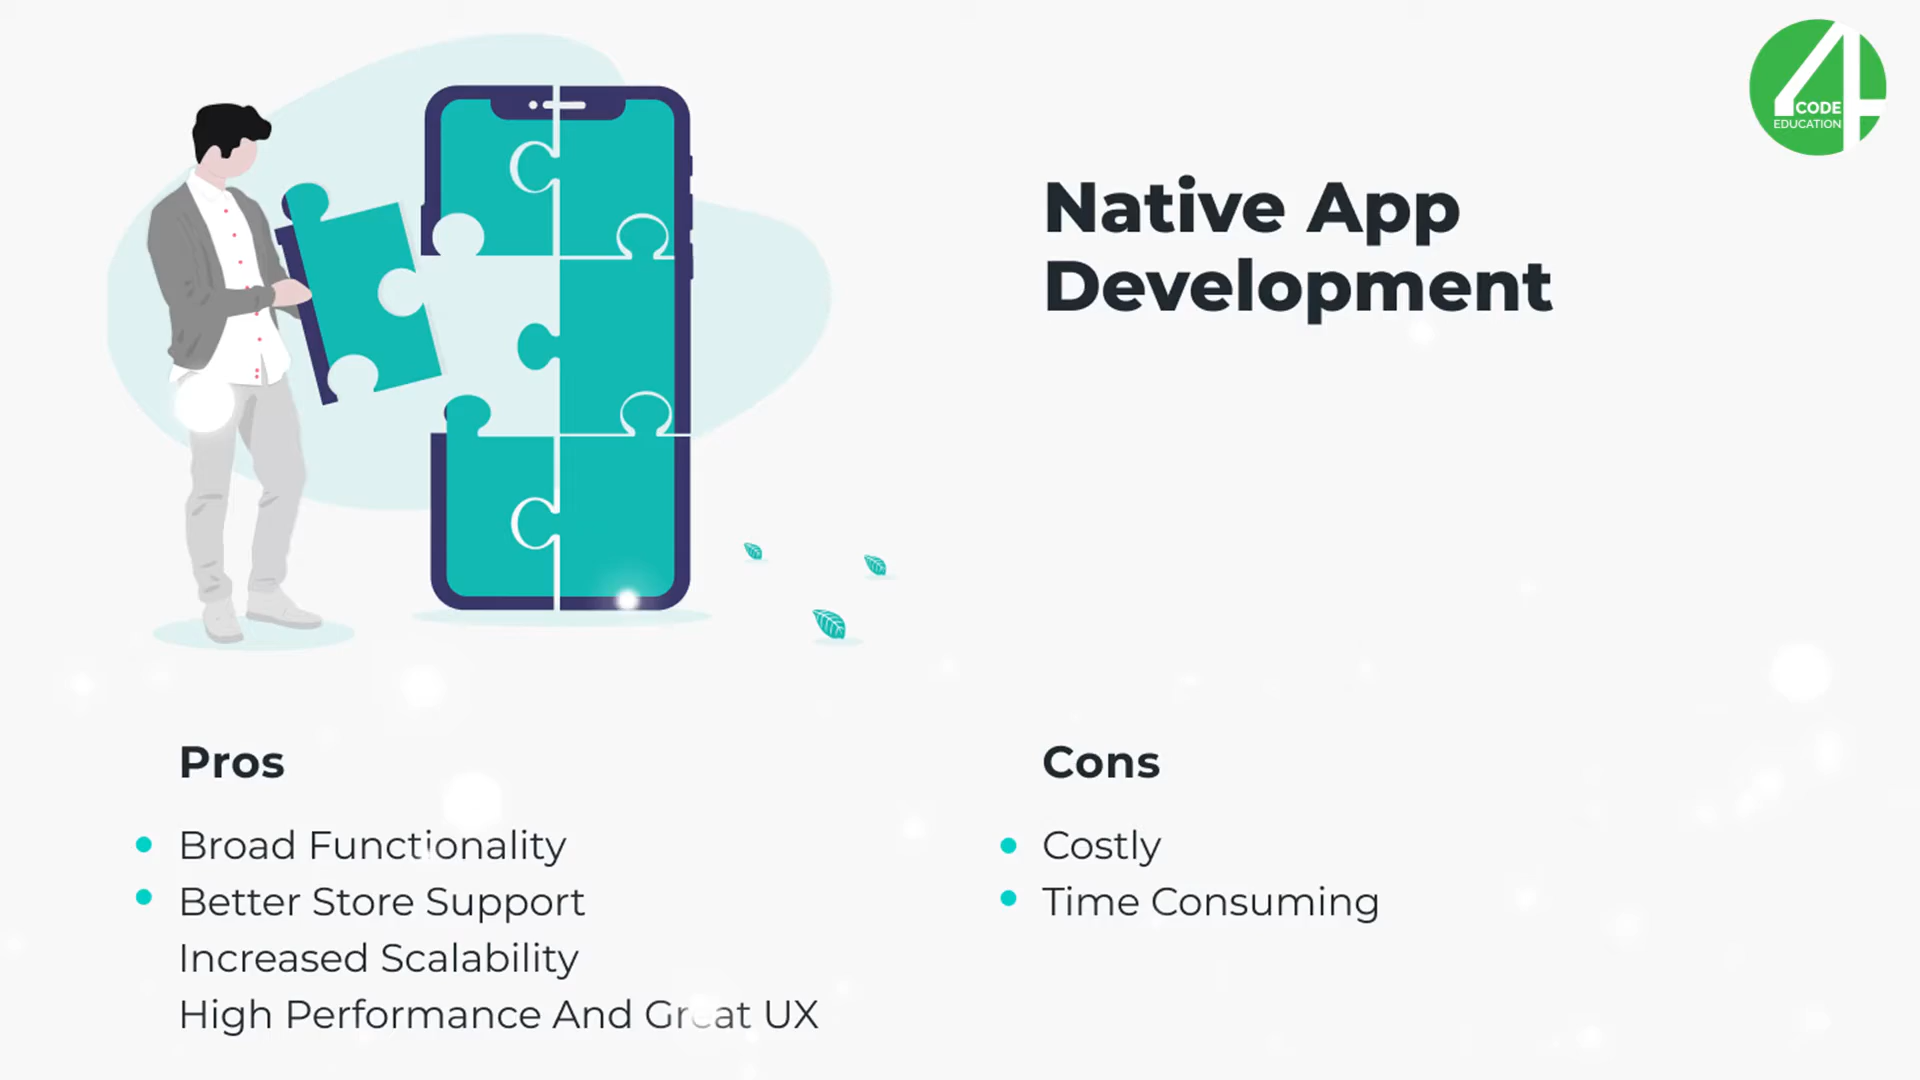 4
CODE
EDUCATION
Native App
Development
Pros
Broad Functionality
Better Store Support
Increased Scalability
High Performance And Great UX
Cons
Costly
Time Consuming